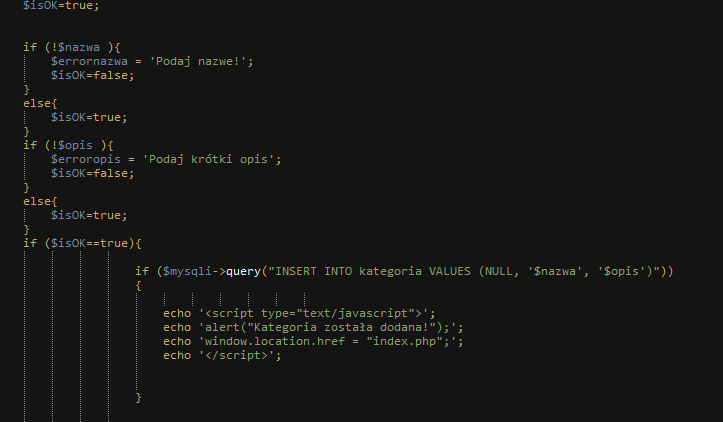 $isOK=true;
if (!$nazwa ){
$errornazwa = 'Podaj nazwe!';
$isOK=false;
}
else{
$isOK=true;
}
if (!$opis ){
$erroropis = 'Podaj krótki opis';
$isOK=false;
}
else{
$isOK=true;
}
if ($isOK==true){
if ($mysqli->query("INSERT INTO kategoria VALUES (NULL, '$nazwa', '$opis')"))
{
echo '<script type="text/javascript">';
echo 'alert("Kategoria została dodana!");';
echo 'window.location.href = "index.php";';
echo '</script>';
}